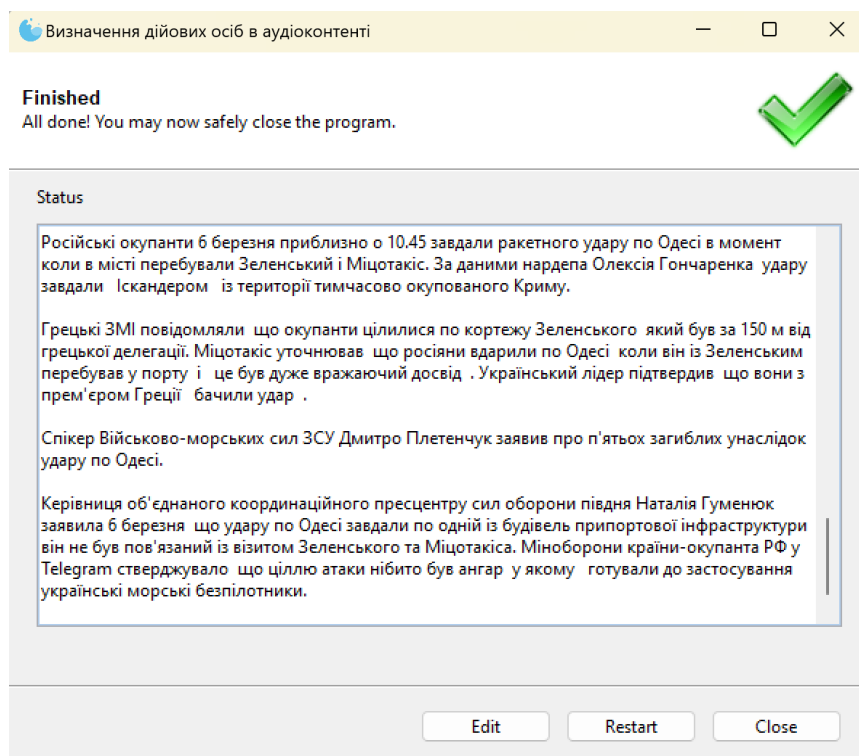 Визначення дійових осіб в аудіоконтенті
Finished
All done! You may now safely close the program.
Status
Російські окупанти 6 березня приблизно о 10.45 завдали ракетного удару по Одесі в момент
коли в місті перебували Зеленський і Міцотакіс. За даними нардепа Олексія Гончаренка  удару
завдали   Іскандером   із території тимчасово окупованого Криму.
Грецькі ЗМІ повідомляли  що окупанти цілилися по кортежу Зеленського  який був за 150 м від
грецької делегації. Міцотакіс уточнював  що росіяни вдарили по Одесі  коли він із Зеленським
перебував у порту  і   це був дуже вражаючий досвід  . Український лідер підтвердив  що вони з
прем'єром Греції   бачили удар  .
Спікер Військово-морських сил ЗСУ Дмитро Плетенчук заявив про п'ятьох загиблих унаслідок
удару по Одесі.
Керівниця об'єднаного координаційного пресцентру сил оборони півдня Наталія Гуменюк
заявила 6 березня  що удару по Одесі завдали по одній із будівель припортової інфраструктури
він не був пов'язаний із візитом Зеленського та Міцотакіса. Міноборони країни-окупанта РФ у
Telegram стверджувало  що ціллю атаки нібито був ангар  у якому   готували до застосування
українські морські безпілотники.
Edit
Restart
Close